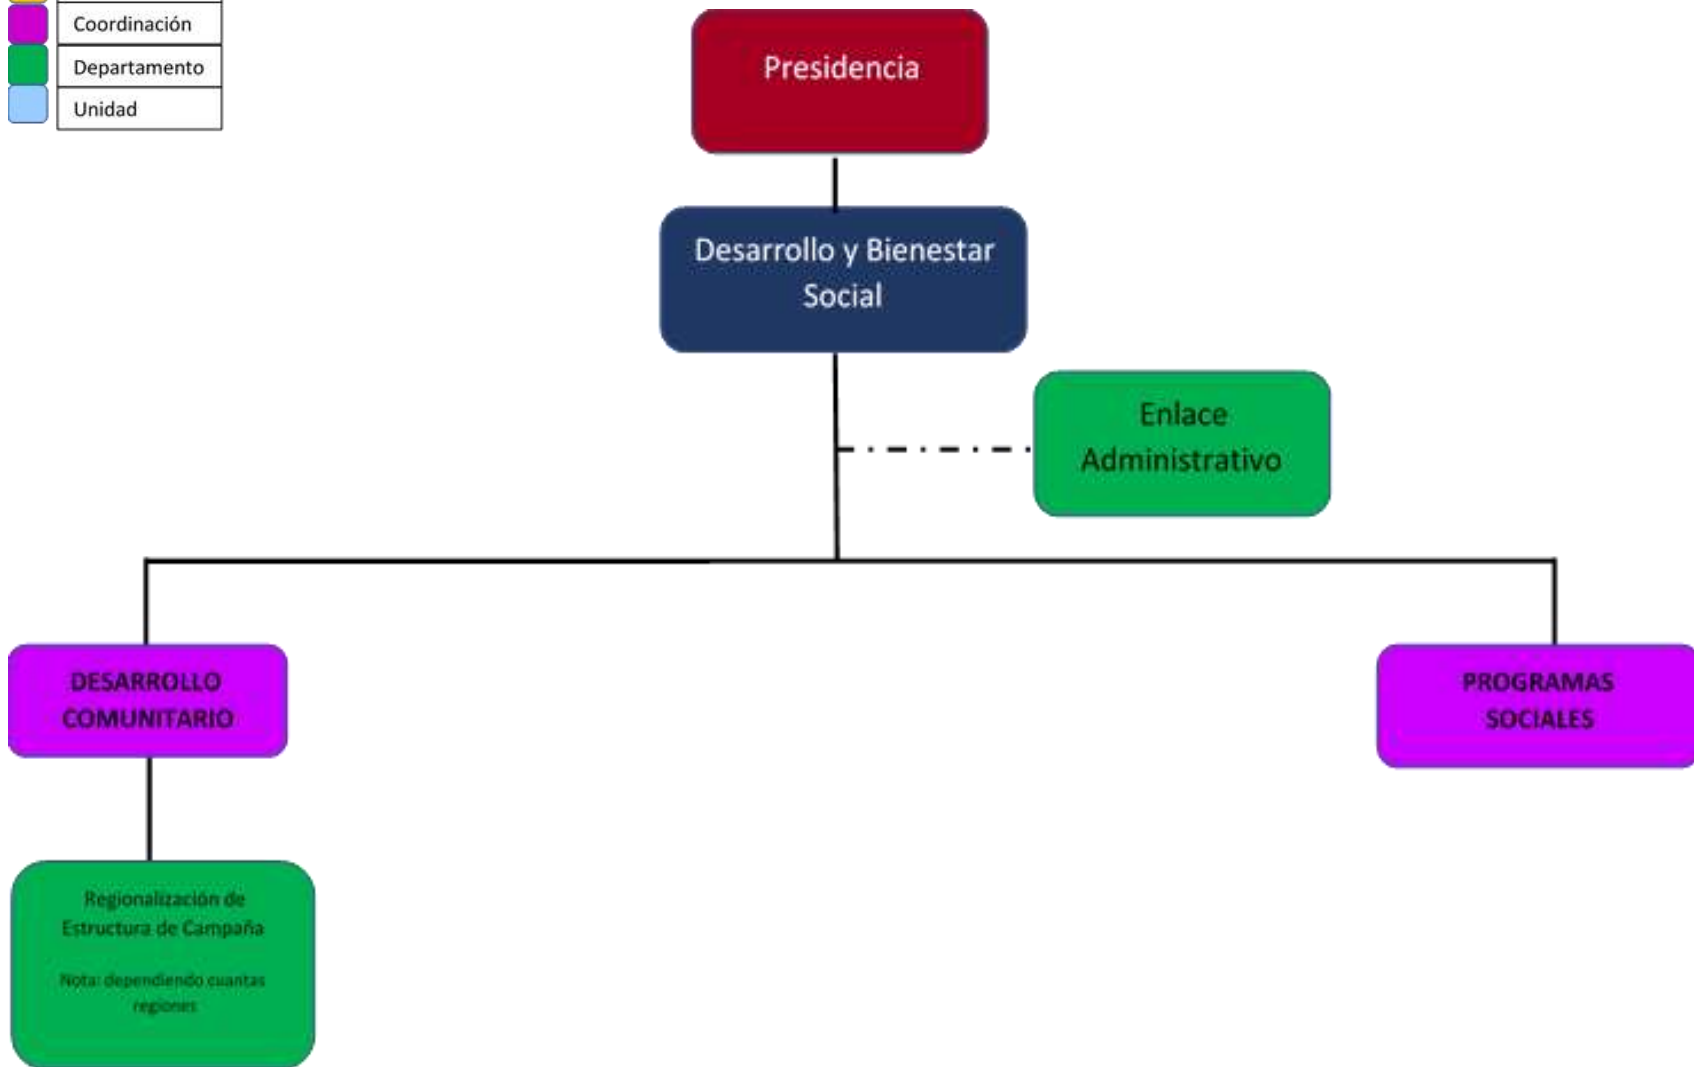 Coordinación
Departamento
Unidad
Presidencia
Desarrollo y Bienestar
Social
Enlace
Administrativo
DESARROLLO
COMUNITARIO
PROGRAMAS
SOCIALES
Regionalización de
Estructura de Campaña
Nota: dependiendo cuantas
regiones